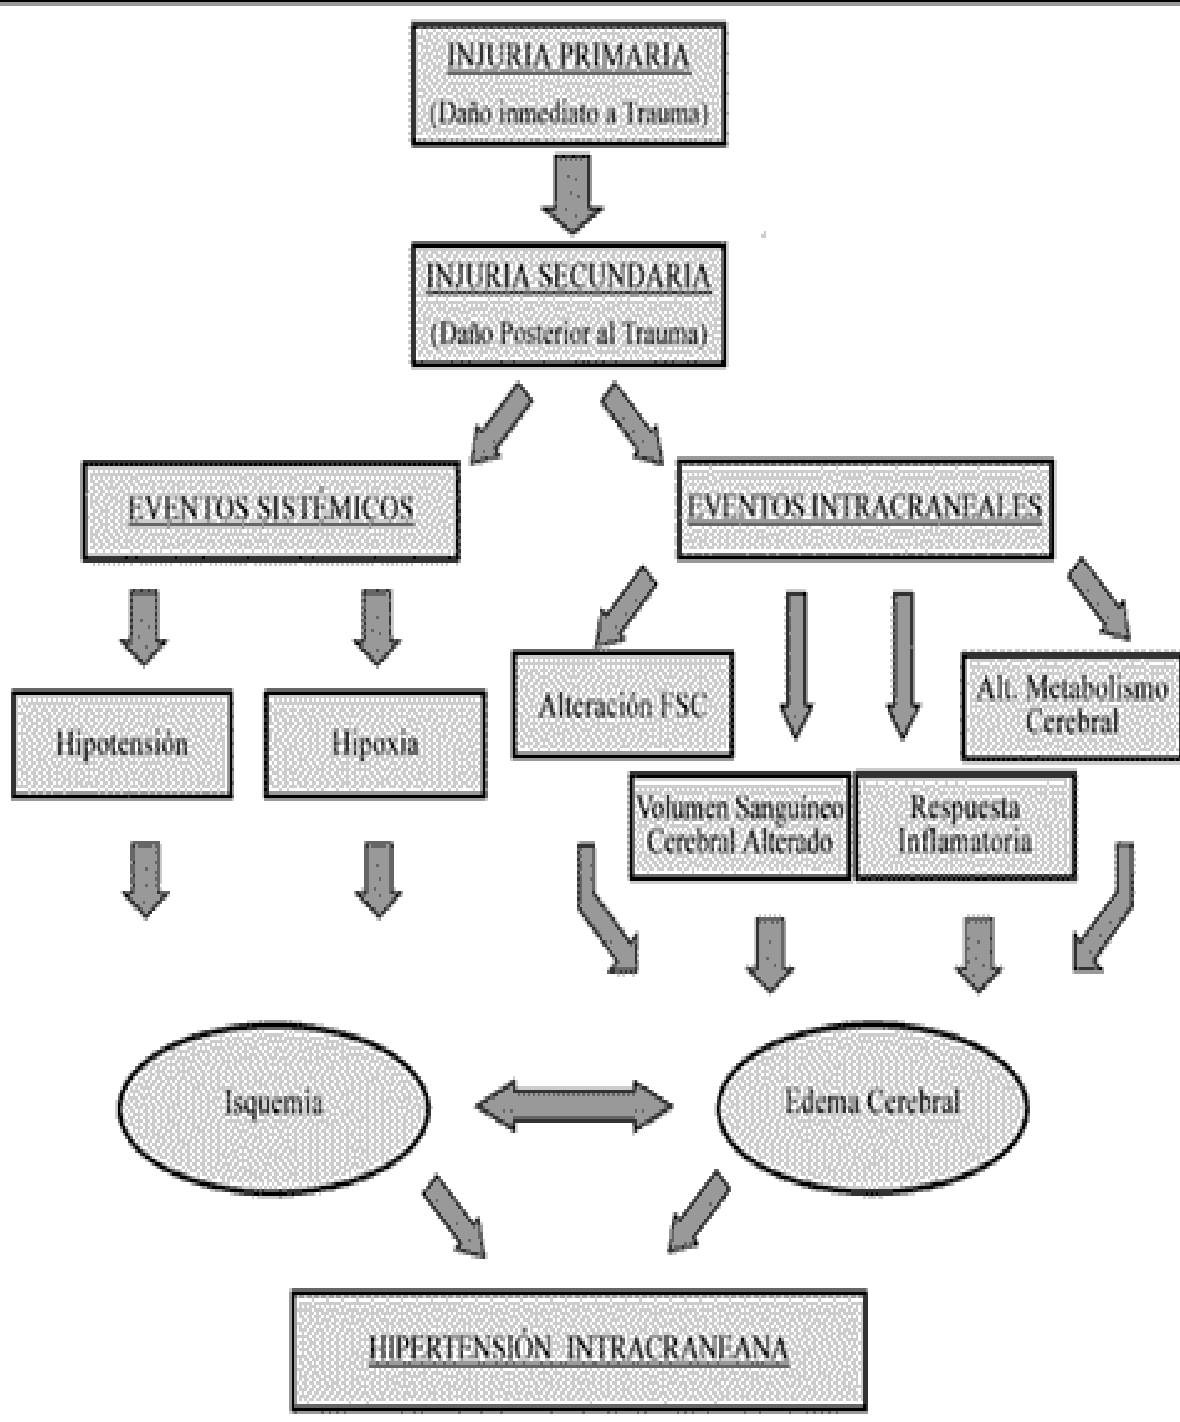 INJURIA PRIMARIA
(Daño inmediato a Trauma)
INJURIA SECUNDARIA
(Daño Posterior al Trauma)
EVENTOS SISTÉMICOS
EVENTOS INTRACRANEALES
Hipotensión
Hipoxia
Alteración FSC
Volumen Sanguineo
Cerebral Alterado
Respuesta
Inflamatoria
Alt. Metabolismo
Cerebral
Isquemia
Edema Cerebral
HIPERTENSIÓN INTRACRANEANA